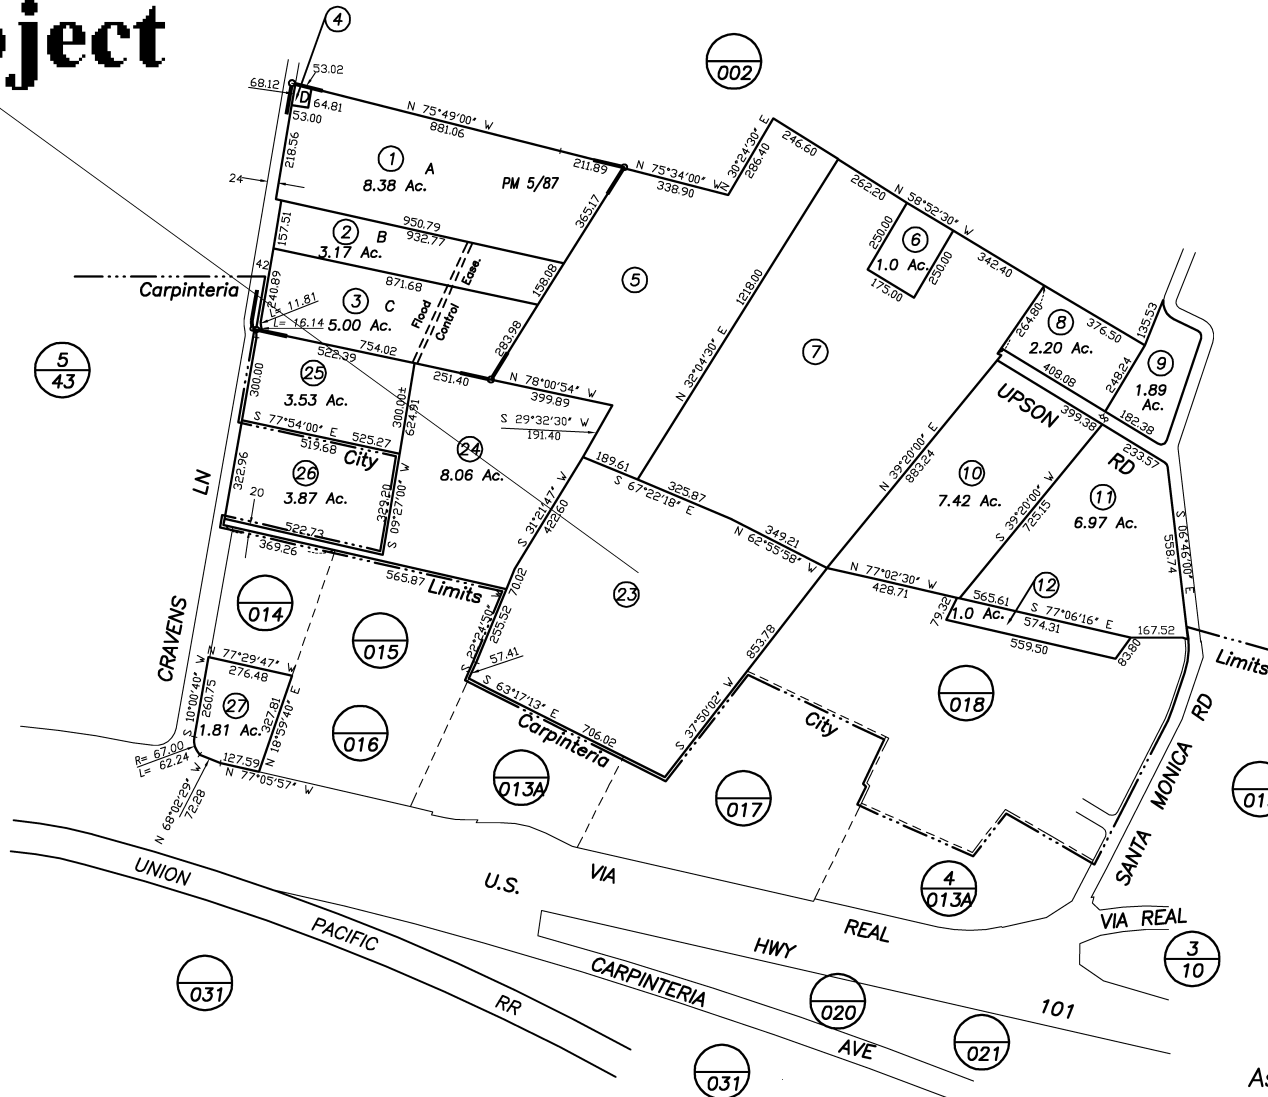 oject
4
002
53.02
68.12
D
64.81
53.00
N 75°49'00" W
881.06
218.56
1
A
8.38 Ac.
PM 5/87
211.89
N 75°34'00" W
338.90
N 30°24'30" E
286.40
246.60
262.20
N 58°52'30" W
342.40
24
365.17
157.51
2
B
3.17 Ac.
950.79
932.77
Ease.
5
250.00
6
1.0 Ac.
250.00
175.00
42
871.68
158.08
1218.00
Carpinteria
240.89
L= 11.81
L= 16.14
3
C
5.00 Ac.
Flood
Control
283.98
264.80
8
2.20 Ac.
376.50
135.53
754.02
522.39
251.40
N 78°00'54" W
399.89
7
N 32°04'30" E
408.08
248.24
9
1.89
Ac.
5
43
300.00
25
3.53 Ac.
300.00±
624.91
S 29°32'30" W
191.40
UPSON
RD
399.38
182.38
233.57
S 77°54'00" E
525.27
519.68
City
24
8.06 Ac.
189.61
S 67°22'18" E
325.87
N 39°20'00" E
883.24
10
7.42 Ac.
11
6.97 Ac.
LN
322.96
26
3.87 Ac.
20
329.20
S 09°27'00" W
S 31°21'47" W
422.60
349.21
N 62°55'58" W
S 39°20'00" W
725.15
S 06°46'00" E
558.74
522.73
369.26
565.87
Limits
70.02
N 77°02'30" W
428.71
12
565.61
S 77°06'16" E
574.31
1.0 Ac.
79.32
559.50
83.80
167.52
014
015
S 22°24'50" W
255.52
57.41
23
853.78
CRAVENS
N 77°29'47" W
276.48
S 10°00'40" W
260.75
27
1.81 Ac.
327.81
N 18°59'40" E
S 63°17'13" E
706.02
Carpinteria
S 37°50'02" W
City
018
Limits
RD
MONICA
SANTA
016
R= 67.00
L= 62.24
127.59
N 77°05'57" W
N 68°02'29" W
72.28
013A
017
01
UNION
PACIFIC
RR
U.S.
VIA
REAL
HWY
101
4
013A
VIA REAL
3
10
031
CARPINTERIA
AVE
020
021
031
As